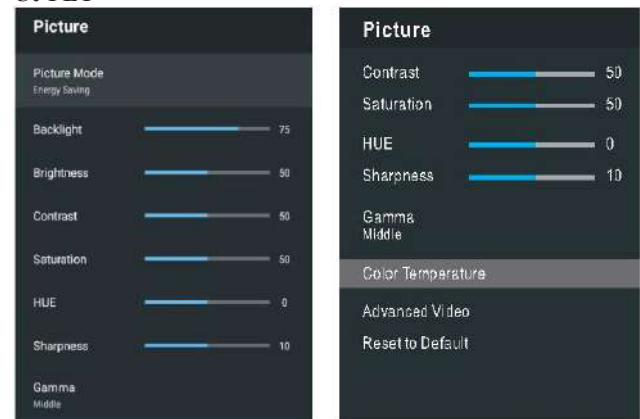 Picture
Picture Mode
Energy Saving
Backlight 75
Brightness 50
Contrast 50
Saturation 50
HUE 0
Sharpness 10
Gamma
Middle
Picture
Contrast 50
Saturation 50
HUE 0
Sharpness 10
Gamma
Middle
Color Temperature
Advanced Video
Reset to Default